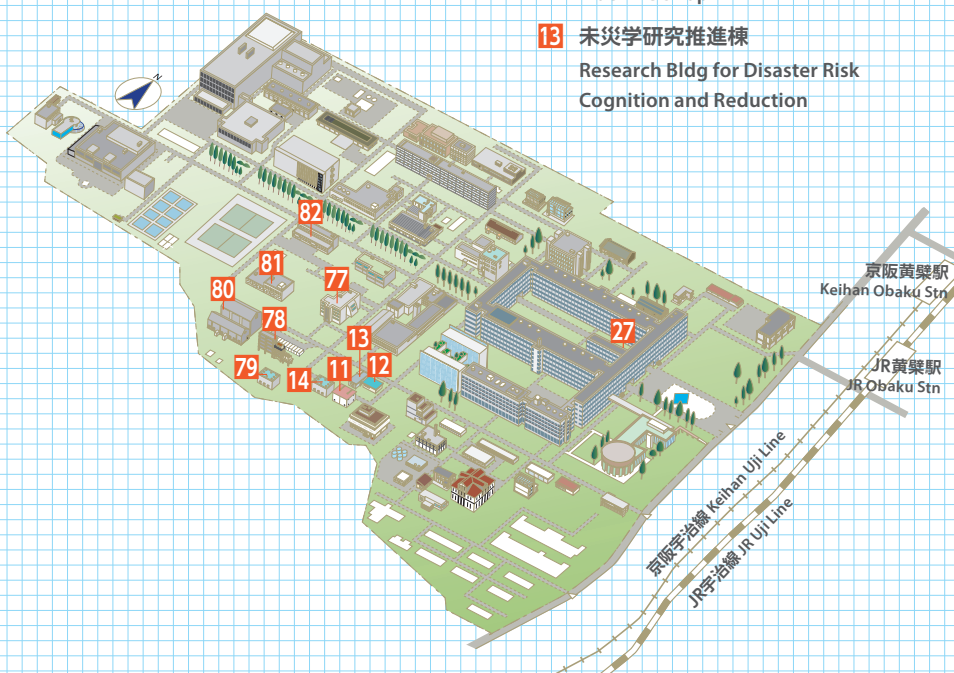 13 未災学研究推進棟
Research Bldg for Disaster Risk
Cognition and Reduction
N
82
81
77
80
78
13
27
79
14
11
12
京阪黄檗駅
Keihan Obaku Stn
JR黄檗駅
JR Obaku Stn
京阪宇治線 Keihan Uji Line
JR宇治線 JR Uji Line